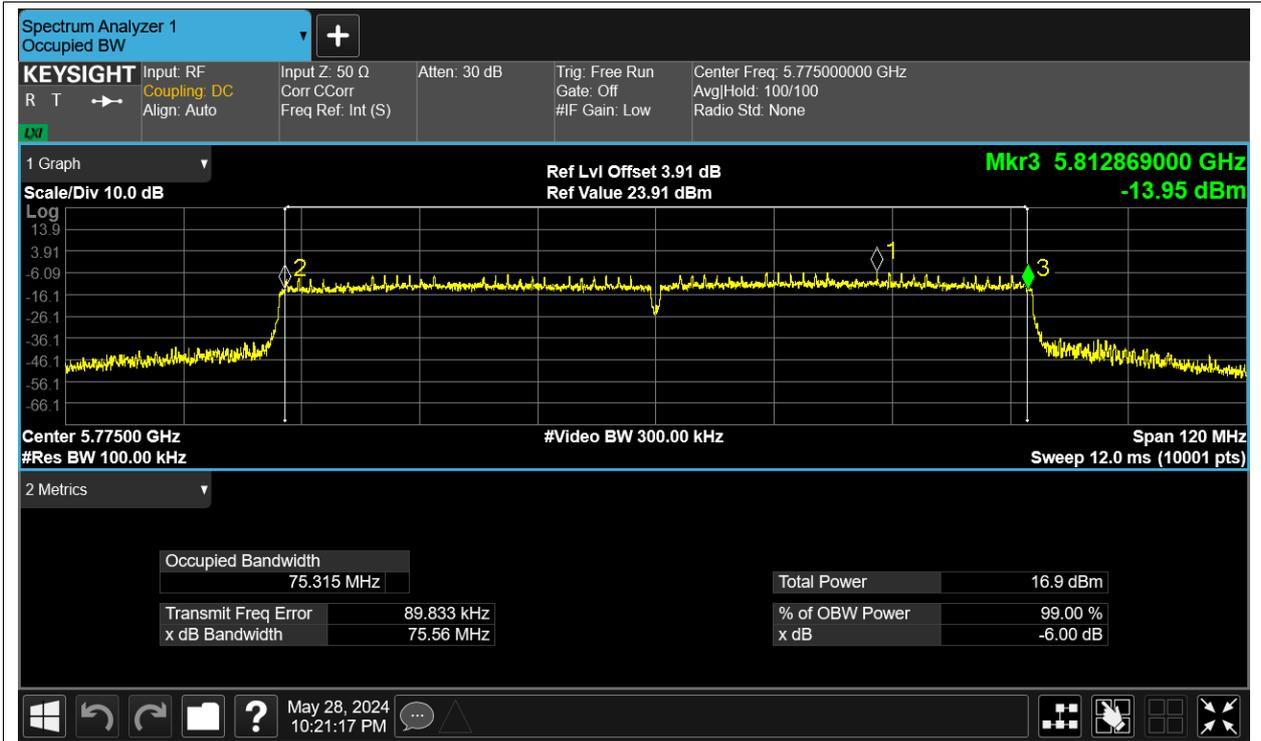 Spectrum Analyzer 1
Occupied BW
KEYSIGHT
R T
LXI
Input: RF
Coupling: DC
Align: Auto
Input Z: 50 Ω
Corr CCorr
Freq Ref: Int (S)
Atten: 30 dB
Trig: Free Run
Gate: Off
#IF Gain: Low
Center Freq: 5.775000000 GHz
Avg|Hold: 100/100
Radio Std: None
1 Graph
Scale/Div 10.0 dB
Ref Lvl Offset 3.91 dB
Ref Value 23.91 dBm
Mkr3 5.812869000 GHz
-13.95 dBm
Log
13.9
3.91
-6.09
-16.1
-26.1
-36.1
-46.1
-56.1
-66.1
2
1
3
Center 5.77500 GHz
#Video BW 300.00 kHz
Span 120 MHz
#Res BW 100.00 kHz
Sweep 12.0 ms (10001 pts)
2 Metrics
Occupied Bandwidth
75.315 MHz
Transmit Freq Error 89.833 kHz
x dB Bandwidth 75.56 MHz
Total Power 16.9 dBm
% of OBW Power 99.00 %
x dB -6.00 dB
?
May 28, 2024
10:21:17 PM